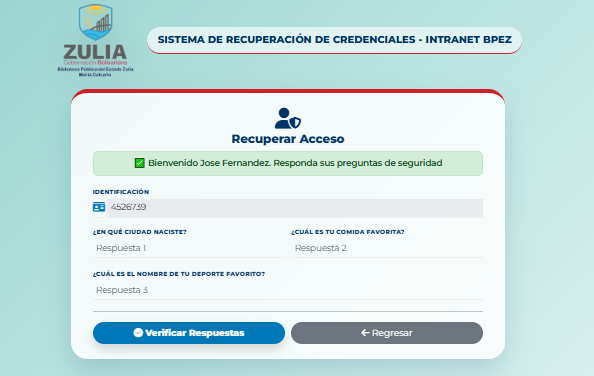 ZULIA
Gobernación Bolivariana
Biblioteca Pública del Estado Zulia
María Calcaño
SISTEMA DE RECUPERACIÓN DE CREDENCIALES - INTRANET BPEZ
Recuperar Acceso
✅ Bienvenido Jose Fernandez. Responda sus preguntas de seguridad
IDENTIFICACIÓN
4526739
¿EN QUÉ CIUDAD NACISTE? ¿CUÁL ES TU COMIDA FAVORITA?
Respuesta 1 Respuesta 2
¿CUÁL ES EL NOMBRE DE TU DEPORTE FAVORITO?
Respuesta 3
Verificar Respuestas Regresar